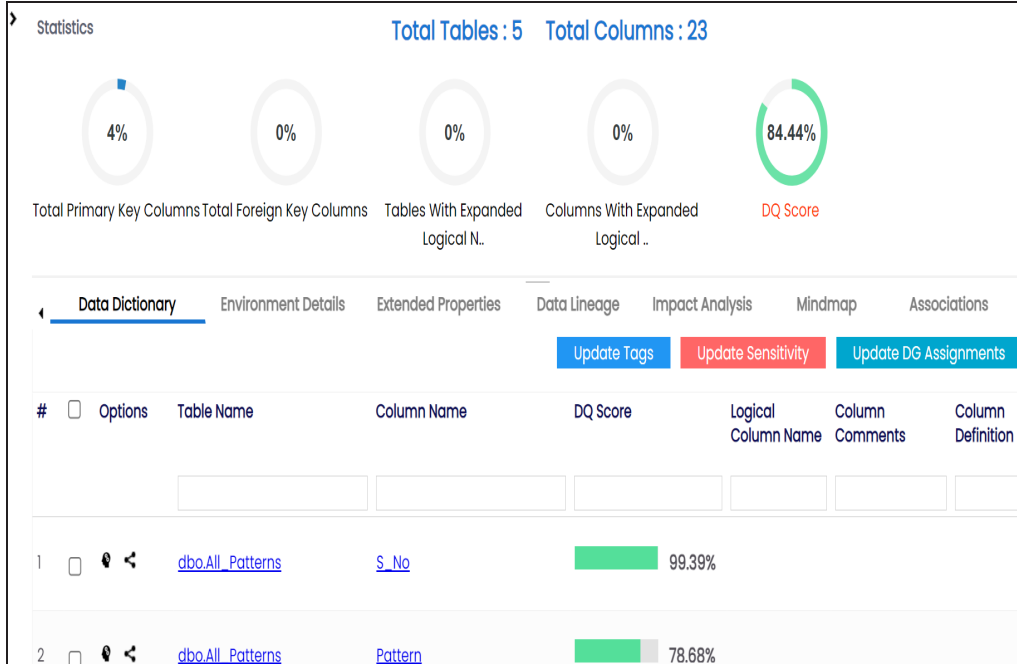 Statistics
Total Tables : 5 Total Columns : 23
4% 0% 0% 0% 84.44%
Total Primary Key Columns Total Foreign Key Columns Tables With Expanded Columns With Expanded DQ Score
Logical N.. Logical ..
Data Dictionary Environment Details Extended Properties Data Lineage Impact Analysis Mindmap Associations
Update Tags Update Sensitivity Update DG Assignments
# Options Table Name Column Name DQ Score Logical Column Column
Column Name Comments Definition
1 dbo.All_Patterns S_No 99.39%
2 dbo.All_Patterns Pattern 78.68%